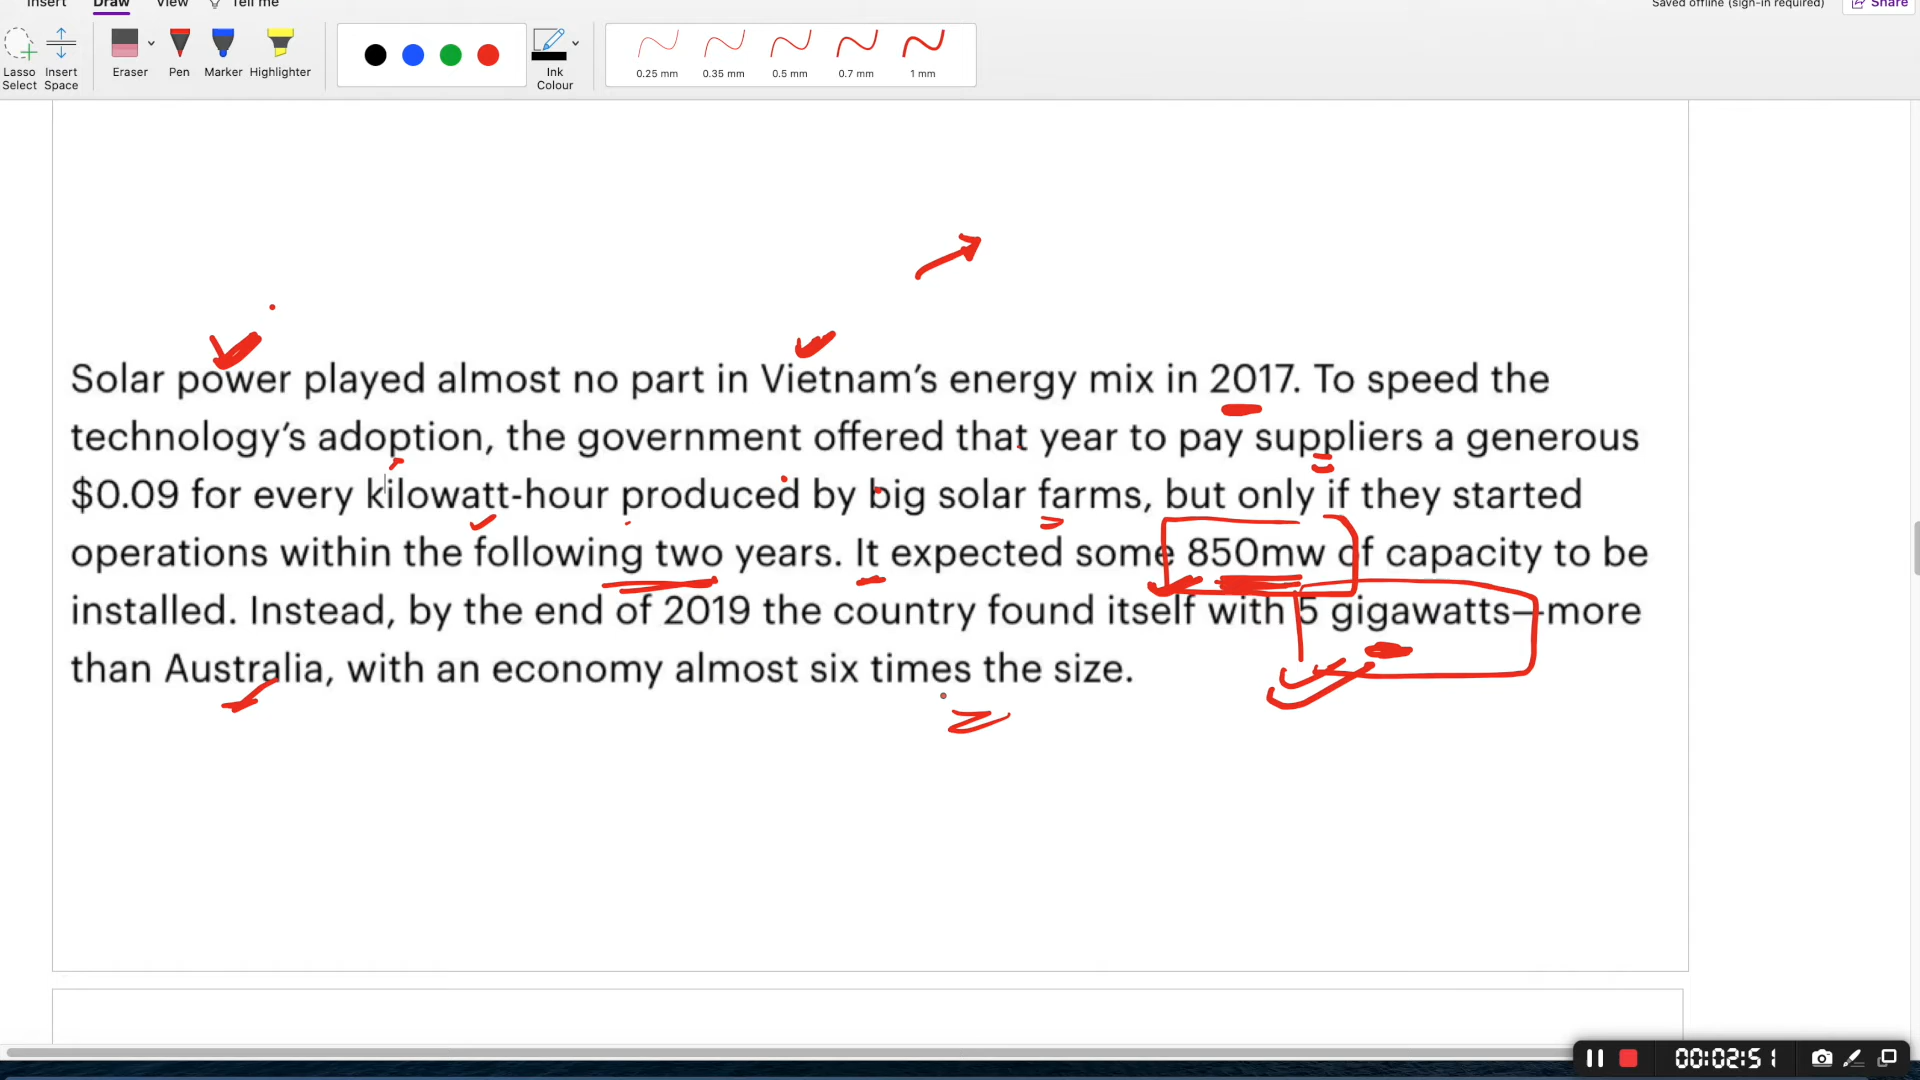 Insert Draw View Tell me Saved offline (sign-in required) Share
Lasso Select
Insert Space
Eraser
Pen
Marker
Highlighter
Ink Colour
0.25 mm
0.35 mm
0.5 mm
0.7 mm
1 mm
Solar power played almost no part in Vietnam's energy mix in 2017. To speed the
technology's adoption, the government offered that year to pay suppliers a generous
$0.09 for every kilowatt-hour produced by big solar farms, but only if they started
operations within the following two years. It expected some 850mw of capacity to be
installed. Instead, by the end of 2019 the country found itself with 5 gigawatts—more
than Australia, with an economy almost six times the size.
00:02:51